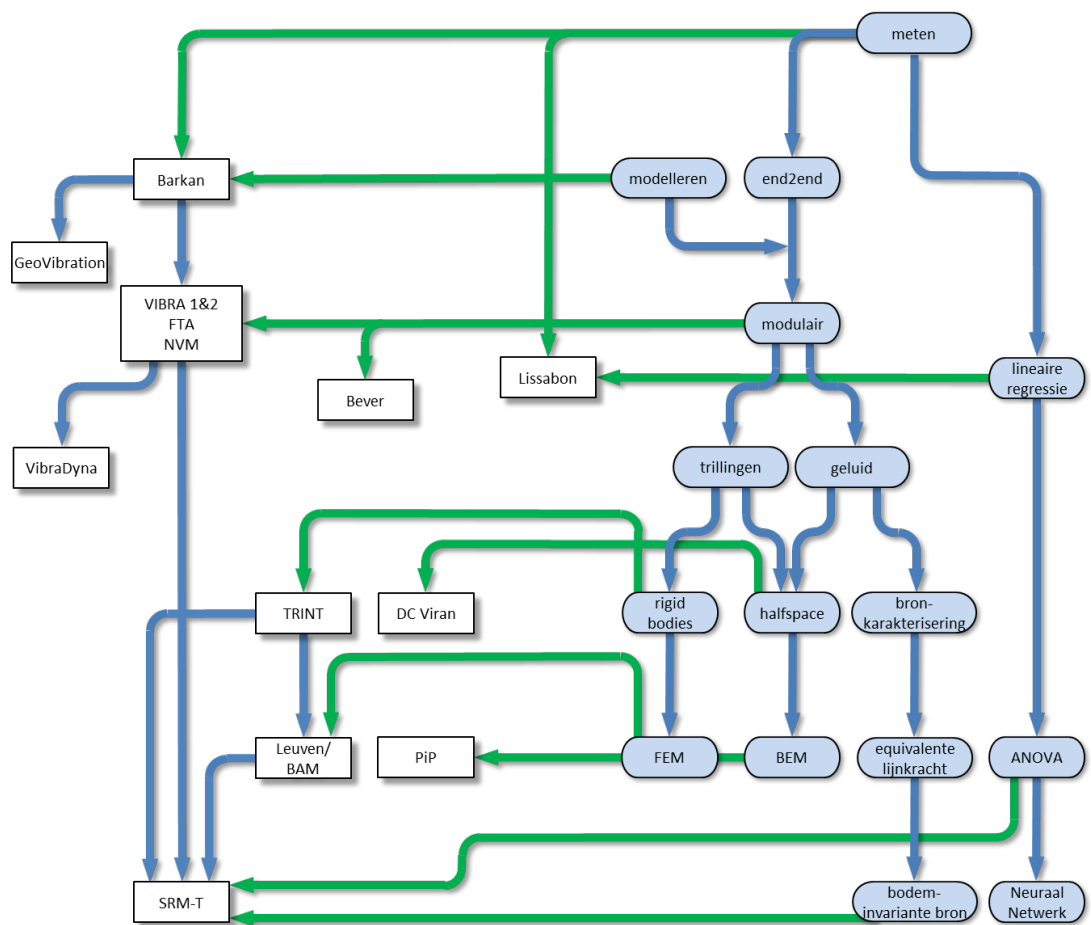 meten
Barkan
modelleren
end2end
GeoVibration
VIBRA 1&2
FTA
NVM
modulair
Bever
Lissabon
lineaire
regressie
VibraDyna
trillingen
geluid
TRINT
DC Viran
rigid
bodies
halfspace
bron-
karakterisering
Leuven/
BAM
PiP
FEM
BEM
equivalente
lijnkracht
ANOVA
SRM-T
bodem-
invariante bron
Neuraal
Netwerk